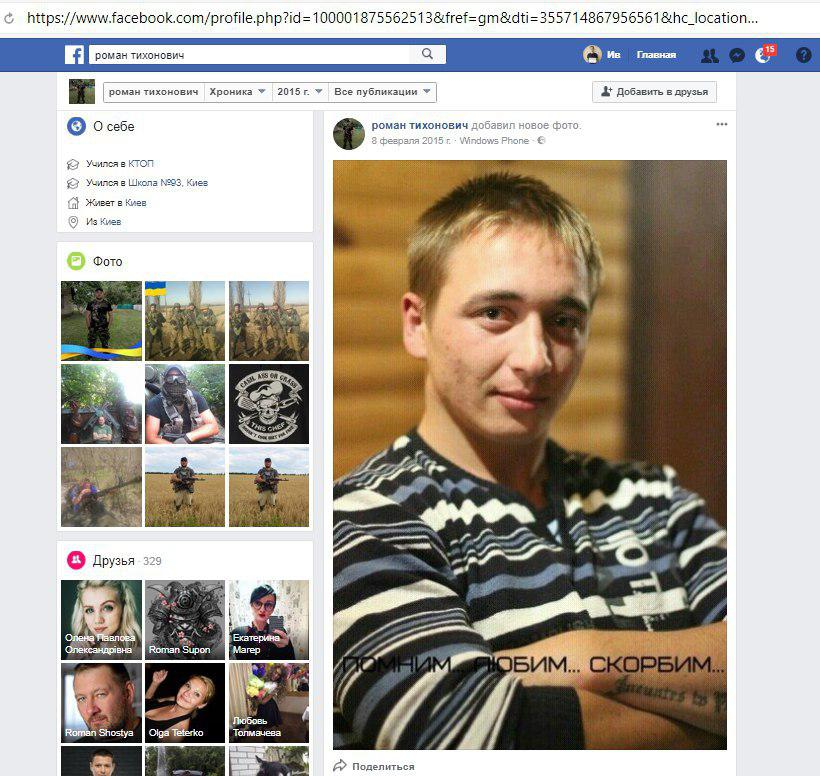 https://www.facebook.com/profile.php?id=100001875562513&fref=gm&dti=355714867956561&hc_location...
роман тихонович
Ив
Главная
15
роман тихонович
Хроника
2015 г.
Все публикации
Добавить в друзья
О себе
Учился в КТОП
Учился в Школа №93, Киев
Живет в Киев
Из Киев
Фото
CASH, ASS OR GRASS
THIS CHEF
Друзья · 329
Олена Павлова
Олександрівна
Roman Supon
Екатерина
Магер
Roman Shostya
Olga Teterko
Любовь
Толмачева
роман тихонович добавил новое фото.
8 февраля 2015 г. · Windows Phone ·
ПОМНИМ... ЛЮБИМ... СКОРБИМ...
Поделиться